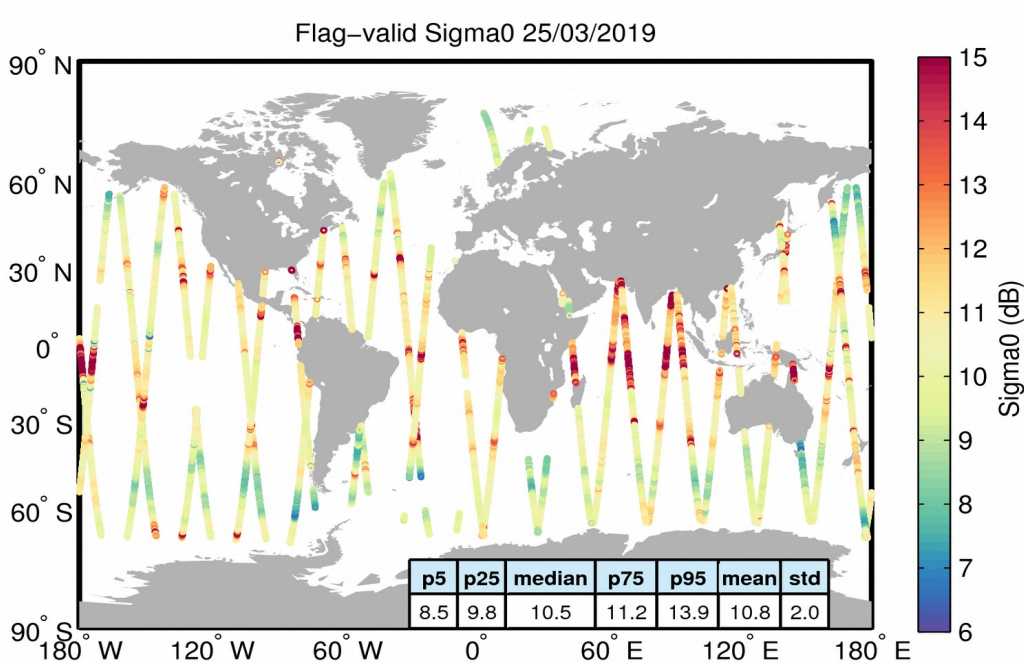 Flag−valid Sigma0 25/03/2019
90° N
60° N
30° N
0°
30° S
60° S
90° S
180° W
120° W
60° W
0°
60° E
120° E
180° E
p5 p25 median p75 p95 mean std
8.5 9.8 10.5 11.2 13.9 10.8 2.0
15
14
13
12
11
10
9
8
7
6
Sigma0 (dB)